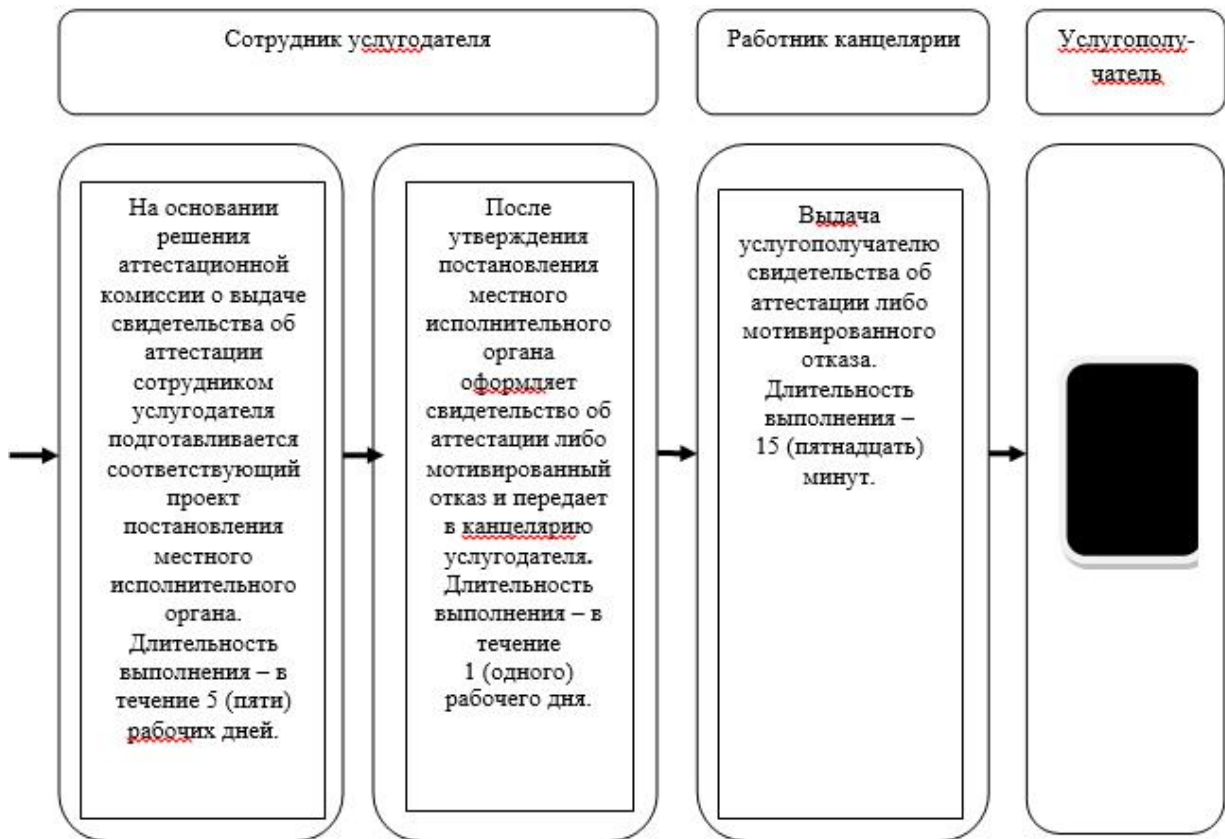 Сотрудник услугодателя
Работник канцелярии
Услугополу-
чатель
На основании
решения
аттестационной
комиссии о выдаче
свидетельства об
аттестации
сотрудником
услугодателя
подготавливается
соответствующий
проект
постановления
местного
исполнительного
органа.
Длительность
выполнения – в
течение 5 (пяти)
рабочих дней.
После
утверждения
постановления
местного
исполнительного
органа
оформляет
свидетельство об
аттестации либо
мотивированный
отказ и передает
в канцелярию
услугодателя.
Длительность
выполнения – в
течение
1 (одного)
рабочего дня.
Выдача
услугополучателю
свидетельства об
аттестации либо
мотивированного
отказа.
Длительность
выполнения –
15 (пятнадцать)
минут.